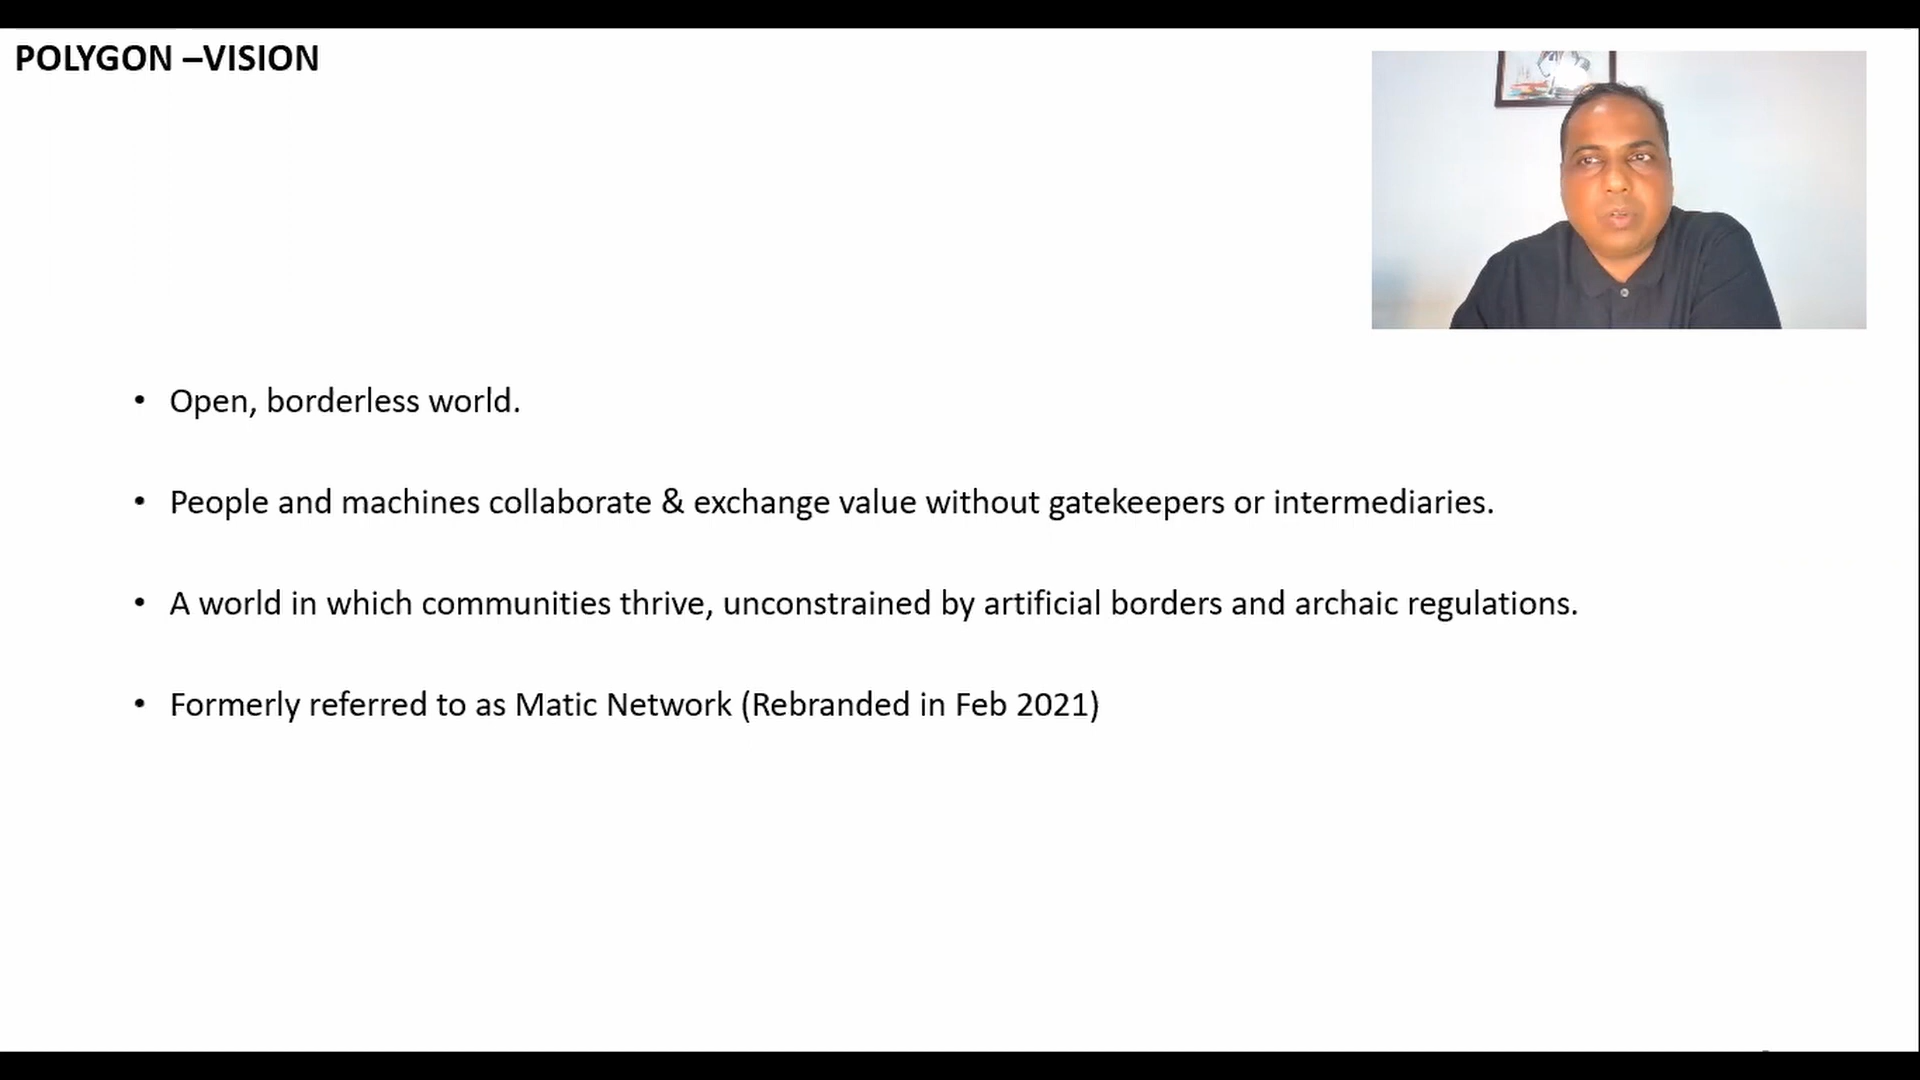 POLYGON –VISION
• Open, borderless world.
• People and machines collaborate & exchange value without gatekeepers or intermediaries.
• A world in which communities thrive, unconstrained by artificial borders and archaic regulations.
• Formerly referred to as Matic Network (Rebranded in Feb 2021)